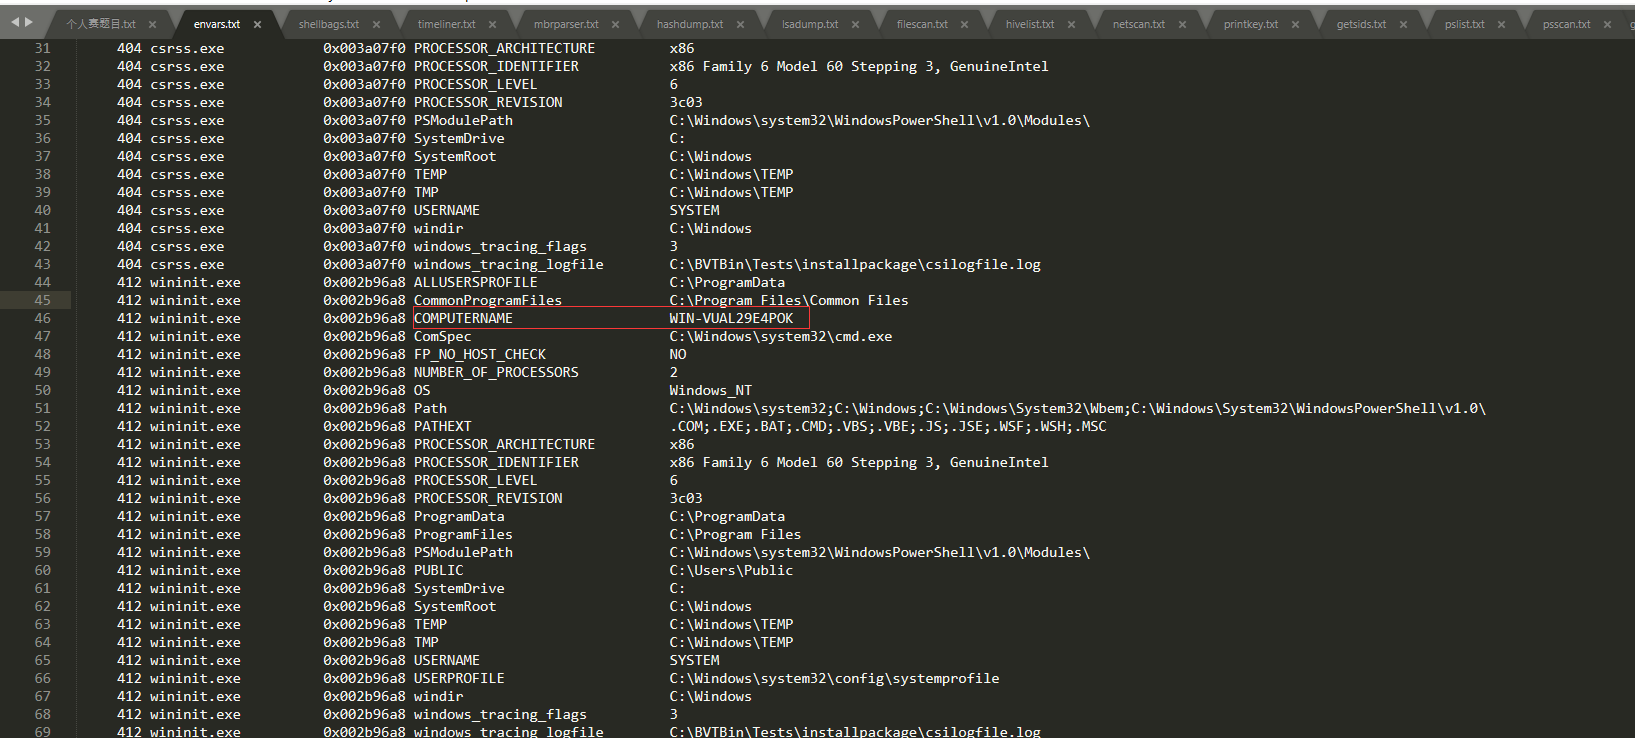 个人赛题目.txt × envars.txt × shellbags.txt × timeliner.txt × mbrparser.txt × hashdump.txt × lsadump.txt × filescan.txt × hivelist.txt × netscan.txt × printkey.txt × getsids.txt × pslist.txt × psscan.txt ×
31 404 csrss.exe 0x003a07f0 PROCESSOR_ARCHITECTURE x86
32 404 csrss.exe 0x003a07f0 PROCESSOR_IDENTIFIER x86 Family 6 Model 60 Stepping 3, GenuineIntel
33 404 csrss.exe 0x003a07f0 PROCESSOR_LEVEL 6
34 404 csrss.exe 0x003a07f0 PROCESSOR_REVISION 3c03
35 404 csrss.exe 0x003a07f0 PSModulePath C:\Windows\system32\WindowsPowerShell\v1.0\Modules\
36 404 csrss.exe 0x003a07f0 SystemDrive C:
37 404 csrss.exe 0x003a07f0 SystemRoot C:\Windows
38 404 csrss.exe 0x003a07f0 TEMP C:\Windows\TEMP
39 404 csrss.exe 0x003a07f0 TMP C:\Windows\TEMP
40 404 csrss.exe 0x003a07f0 USERNAME SYSTEM
41 404 csrss.exe 0x003a07f0 windir C:\Windows
42 404 csrss.exe 0x003a07f0 windows_tracing_flags 3
43 404 csrss.exe 0x003a07f0 windows_tracing_logfile C:\BVTBin\Tests\installpackage\csilogfile.log
44 412 wininit.exe 0x002b96a8 ALLUSERSPROFILE C:\ProgramData
45 412 wininit.exe 0x002b96a8 CommonProgramFiles C:\Program Files\Common Files
46 412 wininit.exe 0x002b96a8 COMPUTERNAME WIN-VUAL29E4POK
47 412 wininit.exe 0x002b96a8 ComSpec C:\Windows\system32\cmd.exe
48 412 wininit.exe 0x002b96a8 FP_NO_HOST_CHECK NO
49 412 wininit.exe 0x002b96a8 NUMBER_OF_PROCESSORS 2
50 412 wininit.exe 0x002b96a8 OS Windows_NT
51 412 wininit.exe 0x002b96a8 Path C:\Windows\system32;C:\Windows;C:\Windows\System32\Wbem;C:\Windows\System32\WindowsPowerShell\v1.0\
52 412 wininit.exe 0x002b96a8 PATHEXT .COM;.EXE;.BAT;.CMD;.VBS;.VBE;.JS;.JSE;.WSF;.WSH;.MSC
53 412 wininit.exe 0x002b96a8 PROCESSOR_ARCHITECTURE x86
54 412 wininit.exe 0x002b96a8 PROCESSOR_IDENTIFIER x86 Family 6 Model 60 Stepping 3, GenuineIntel
55 412 wininit.exe 0x002b96a8 PROCESSOR_LEVEL 6
56 412 wininit.exe 0x002b96a8 PROCESSOR_REVISION 3c03
57 412 wininit.exe 0x002b96a8 ProgramData C:\ProgramData
58 412 wininit.exe 0x002b96a8 ProgramFiles C:\Program Files
59 412 wininit.exe 0x002b96a8 PSModulePath C:\Windows\system32\WindowsPowerShell\v1.0\Modules\
60 412 wininit.exe 0x002b96a8 PUBLIC C:\Users\Public
61 412 wininit.exe 0x002b96a8 SystemDrive C:
62 412 wininit.exe 0x002b96a8 SystemRoot C:\Windows
63 412 wininit.exe 0x002b96a8 TEMP C:\Windows\TEMP
64 412 wininit.exe 0x002b96a8 TMP C:\Windows\TEMP
65 412 wininit.exe 0x002b96a8 USERNAME SYSTEM
66 412 wininit.exe 0x002b96a8 USERPROFILE C:\Windows\system32\config\systemprofile
67 412 wininit.exe 0x002b96a8 windir C:\Windows
68 412 wininit.exe 0x002b96a8 windows_tracing_flags 3
69 412 wininit.exe 0x002b96a8 windows_tracing_logfile C:\BVTBin\Tests\installpackage\csilogfile.log